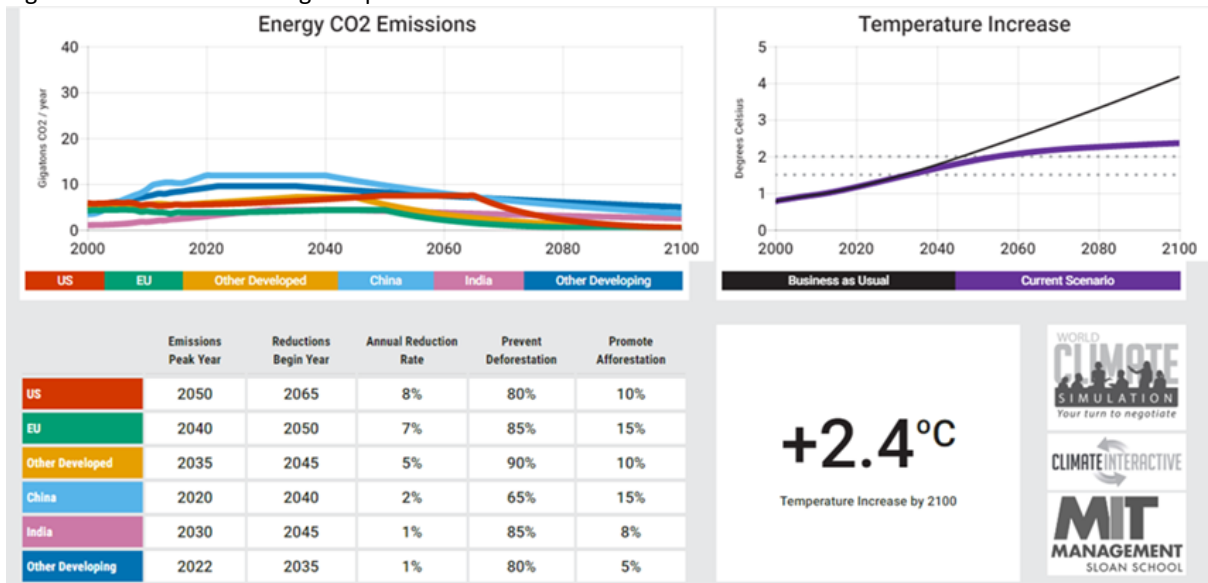 Energy CO2 Emissions
40
30
20
10
0
Gigatons CO2 / year
2000 2020 2040 2060 2080 2100
US EU Other Developed China India Other Developing
Temperature Increase
5
4
3
2
1
0
Degrees Celsius
2000 2020 2040 2060 2080 2100
Business as Usual Current Scenario
Emissions Peak Year Reductions Begin Year Annual Reduction Rate Prevent Deforestation Promote Afforestation
US 2050 2065 8% 80% 10%
EU 2040 2050 7% 85% 15%
Other Developed 2035 2045 5% 90% 10%
China 2020 2040 2% 65% 15%
India 2030 2045 1% 85% 8%
Other Developing 2022 2035 1% 80% 5%
+2.4°C
Temperature Increase by 2100
WORLD
CLIMATE
SIMULATION
Your turn to negotiate
CLIMATE INTERACTIVE
MIT
MANAGEMENT
SLOAN SCHOOL